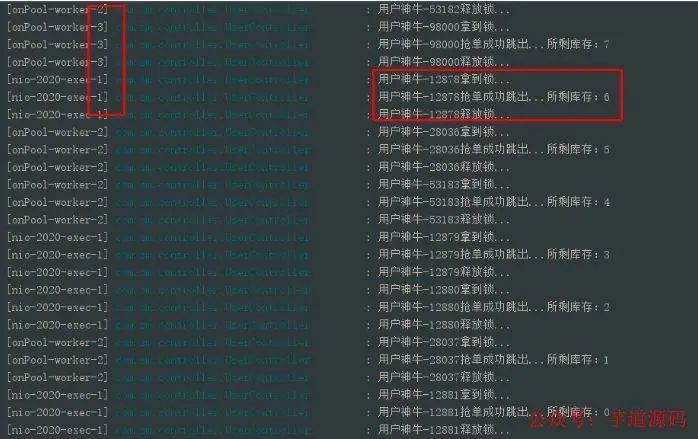 [onPool-worker-2] com.sm.controller.UserController : 用户神牛-53182释放锁...
[onPool-worker-3] com.sm.controller.UserController : 用户神牛-98000拿到锁...
[onPool-worker-3] com.sm.controller.UserController : 用户神牛-98000抢单成功跳出...所剩库存：7
[onPool-worker-3] com.sm.controller.UserController : 用户神牛-98000释放锁...
[nio-2020-exec-1] com.sm.controller.UserController : 用户神牛-12878拿到锁...
[nio-2020-exec-1] com.sm.controller.UserController : 用户神牛-12878抢单成功跳出...所剩库存：6
[nio-2020-exec-1] com.sm.controller.UserController : 用户神牛-12878释放锁...
[onPool-worker-2] com.sm.controller.UserController : 用户神牛-28036拿到锁...
[onPool-worker-2] com.sm.controller.UserController : 用户神牛-28036抢单成功跳出...所剩库存：5
[onPool-worker-2] com.sm.controller.UserController : 用户神牛-28036释放锁...
[onPool-worker-2] com.sm.controller.UserController : 用户神牛-53183拿到锁...
[onPool-worker-2] com.sm.controller.UserController : 用户神牛-53183抢单成功跳出...所剩库存：4
[onPool-worker-2] com.sm.controller.UserController : 用户神牛-53183释放锁...
[nio-2020-exec-1] com.sm.controller.UserController : 用户神牛-12879拿到锁...
[nio-2020-exec-1] com.sm.controller.UserController : 用户神牛-12879抢单成功跳出...所剩库存：3
[nio-2020-exec-1] com.sm.controller.UserController : 用户神牛-12879释放锁...
[nio-2020-exec-1] com.sm.controller.UserController : 用户神牛-12880拿到锁...
[nio-2020-exec-1] com.sm.controller.UserController : 用户神牛-12880抢单成功跳出...所剩库存：2
[nio-2020-exec-1] com.sm.controller.UserController : 用户神牛-12880释放锁...
[onPool-worker-2] com.sm.controller.UserController : 用户神牛-28037拿到锁...
[onPool-worker-2] com.sm.controller.UserController : 用户神牛-28037抢单成功跳出...所剩库存：1
[onPool-worker-2] com.sm.controller.UserController : 用户神牛-28037释放锁...
[nio-2020-exec-1] com.sm.controller.UserController : 用户神牛-12881拿到锁...
[nio-2020-exec-1] com.sm.controller.UserController : 用户神牛-12881抢单成功跳出...所剩库存：0
[nio-2020-exec-1] com.sm.controller.UserController : 用户神牛-12881释放锁...
公众号：芋道源码